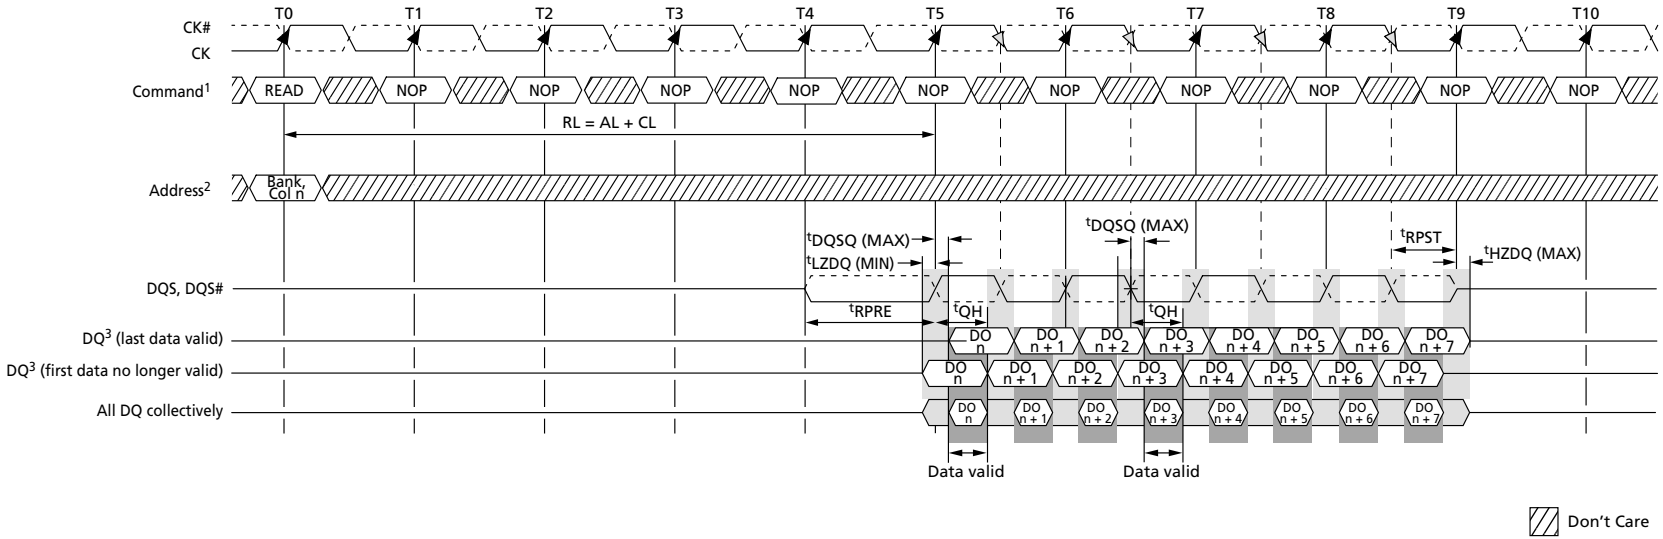 T0 T1 T2 T3 T4 T5 T6 T7 T8 T9 T10
CK#
CK
Command¹ READ NOP NOP NOP NOP NOP NOP NOP NOP NOP NOP
RL = AL + CL
Address² Bank,
Col n
tDQSQ (MAX) tDQSQ (MAX) tRPST
tLZDQ (MIN) tHZDQ (MAX)
DQS, DQS#
tRPRE tQH tQH
DQ³ (last data valid) DO
n DO
n + 1 DO
n + 2 DO
n + 3 DO
n + 4 DO
n + 5 DO
n + 6 DO
n + 7
DQ³ (first data no longer valid) DO
n DO
n + 1 DO
n + 2 DO
n + 3 DO
n + 4 DO
n + 5 DO
n + 6 DO
n + 7
All DQ collectively DO
n DO
n + 1 DO
n + 2 DO
n + 3 DO
n + 4 DO
n + 5 DO
n + 6 DO
n + 7
Data valid Data valid
Don't Care